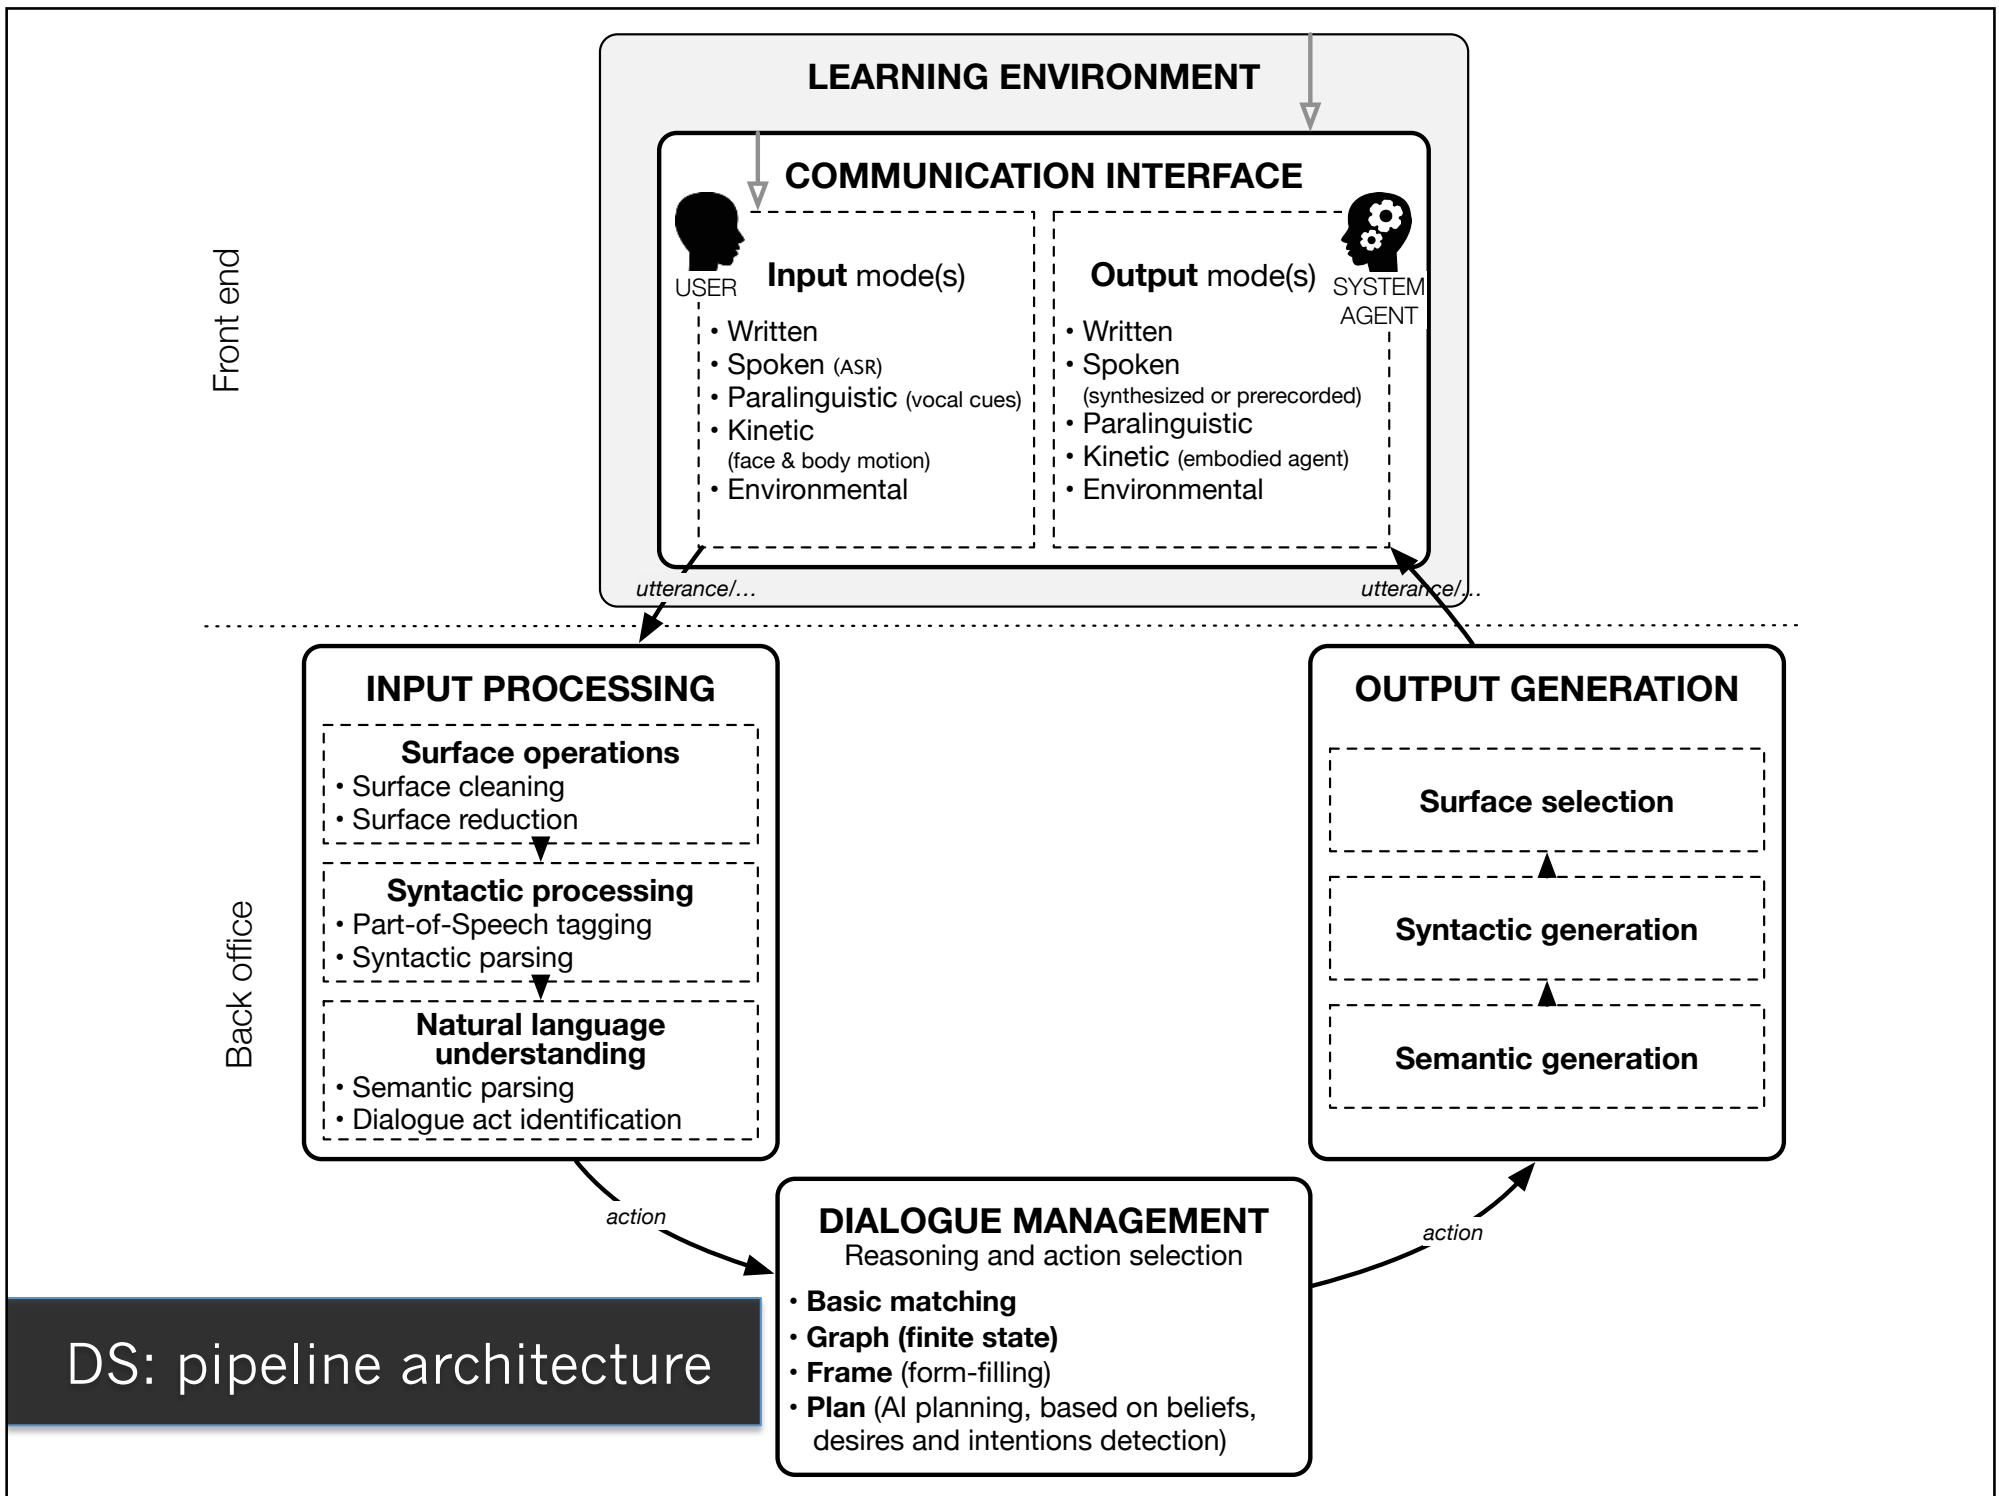 LEARNING ENVIRONMENT
COMMUNICATION INTERFACE
Front end
USER
Input mode(s)
• Written
• Spoken (ASR)
• Paralinguistic (vocal cues)
• Kinetic
(face & body motion)
• Environmental
Output mode(s)
SYSTEM
AGENT
• Written
• Spoken
(synthesized or prerecorded)
• Paralinguistic
• Kinetic (embodied agent)
• Environmental
utterance/…
utterance/…
Back office
INPUT PROCESSING
Surface operations
• Surface cleaning
• Surface reduction
Syntactic processing
• Part-of-Speech tagging
• Syntactic parsing
Natural language
understanding
• Semantic parsing
• Dialogue act identification
OUTPUT GENERATION
Surface selection
Syntactic generation
Semantic generation
action
action
DIALOGUE MANAGEMENT
Reasoning and action selection
• Basic matching
• Graph (finite state)
• Frame (form-filling)
• Plan (AI planning, based on beliefs,
desires and intentions detection)
DS: pipeline architecture